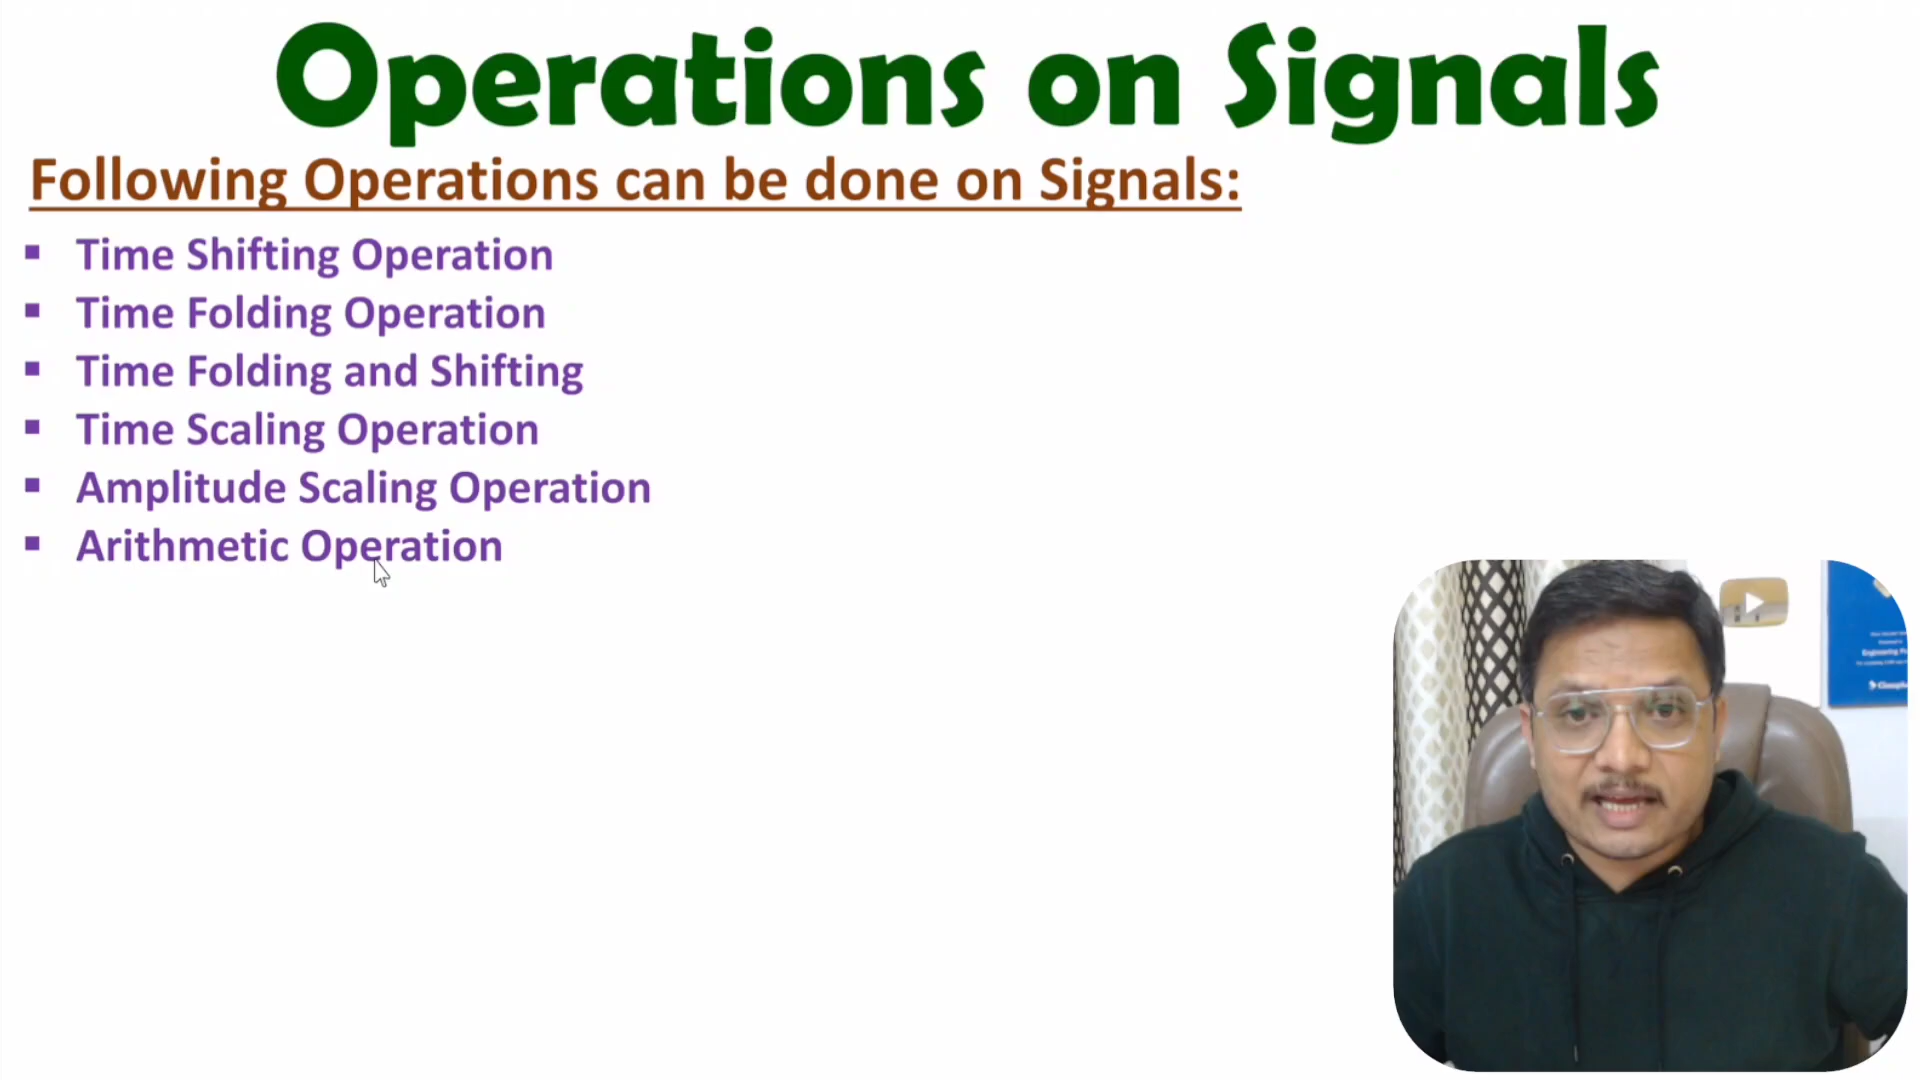 Operations on Signals
Following Operations can be done on Signals:
▪ Time Shifting Operation
▪ Time Folding Operation
▪ Time Folding and Shifting
▪ Time Scaling Operation
▪ Amplitude Scaling Operation
▪ Arithmetic Operation